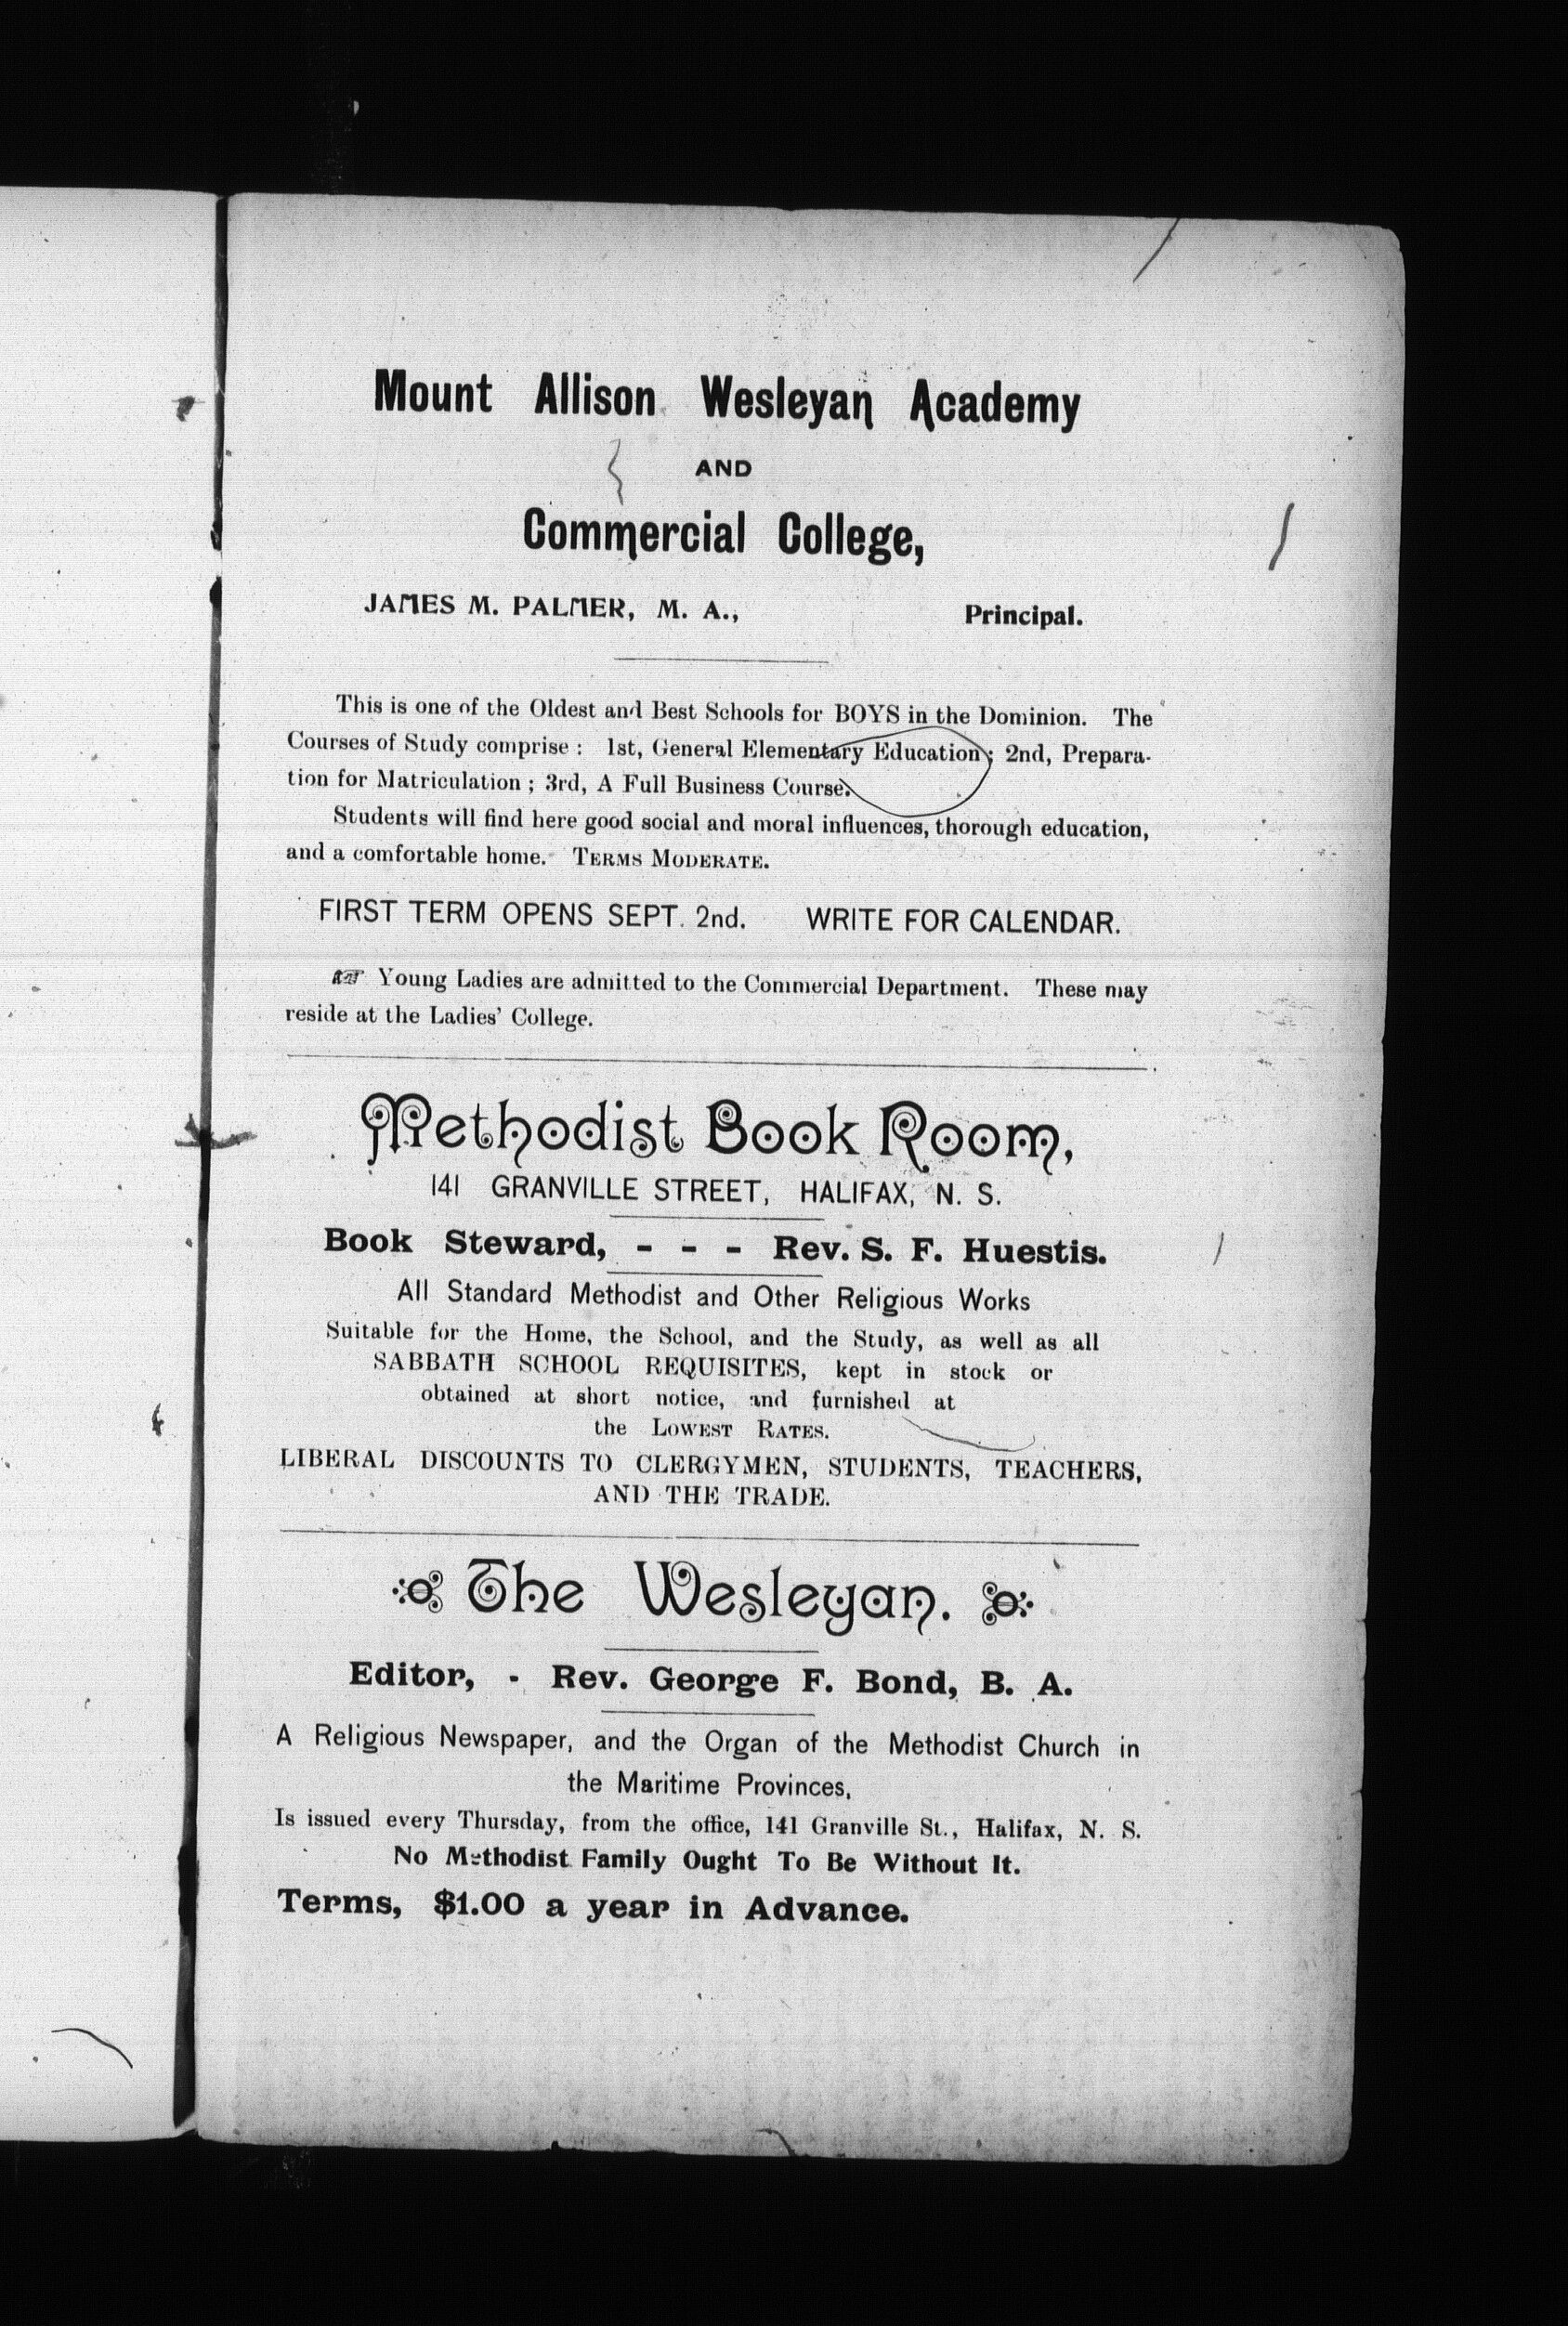 Mount Allison Wesleyan Academy
AND
Commercial College,
JAMES M. PALMER, M. A., Principal.
This is one of the Oldest and Best Schools for BOYS in the Dominion. The
Courses of Study comprise : 1st, General Elementary Education ; 2nd, Prepara-
tion for Matriculation ; 3rd, A Full Business Course.
Students will find here good social and moral influences, thorough education,
and a comfortable home. TERMS MODERATE.
FIRST TERM OPENS SEPT. 2nd. WRITE FOR CALENDAR.
☞ Young Ladies are admitted to the Commercial Department. These may
reside at the Ladies' College.
Methodist Book Room,
141 GRANVILLE STREET, HALIFAX, N. S.
Book Steward, - - - Rev. S. F. Huestis.
All Standard Methodist and Other Religious Works
Suitable for the Home, the School, and the Study, as well as all
SABBATH SCHOOL REQUISITES, kept in stock or
obtained at short notice, and furnished at
the LOWEST RATES.
LIBERAL DISCOUNTS TO CLERGYMEN, STUDENTS, TEACHERS,
AND THE TRADE.
The Wesleyan.
Editor, - Rev. George F. Bond, B. A.
A Religious Newspaper, and the Organ of the Methodist Church in
the Maritime Provinces,
Is issued every Thursday, from the office, 141 Granville St., Halifax, N. S.
No Methodist Family Ought To Be Without It.
Terms, $1.00 a year in Advance.